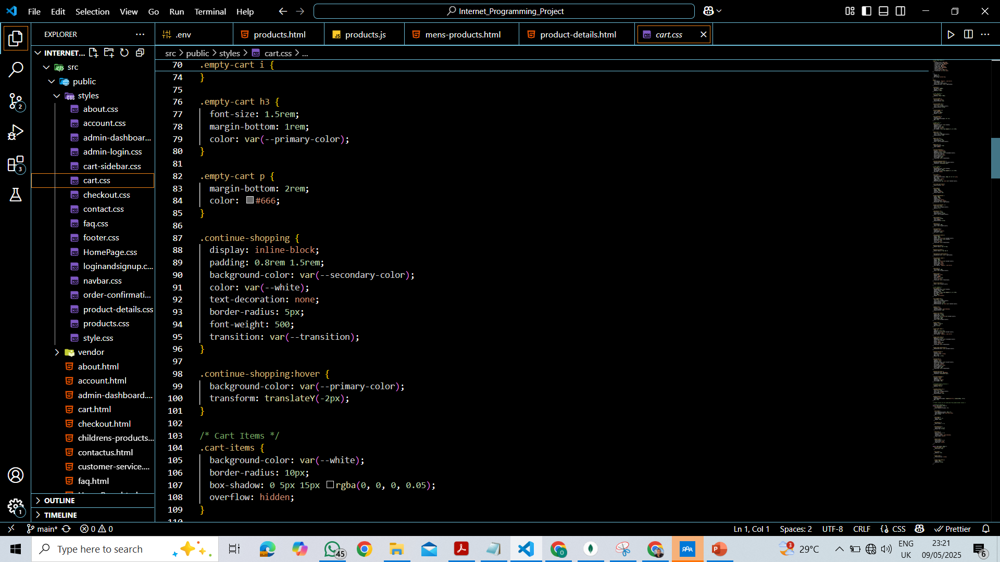 File Edit Selection View Go Run Terminal Help
Internet_Programming_Project
EXPLORER
.env
products.html
products.js
mens-products.html
product-details.html
cart.css
INTERNET...
src > public > styles > cart.css > ...
src
public
styles
about.css
account.css
admin-dashboar...
admin-login.css
cart-sidebar.css
cart.css
checkout.css
contact.css
faq.css
footer.css
HomePage.css
loginandsignup.c...
navbar.css
order-confirmati...
product-details.css
products.css
style.css
vendor
about.html
account.html
admin-dashboard....
cart.html
checkout.html
childrens-products...
contactus.html
customer-service....
faq.html
OUTLINE
TIMELINE
2
3
1
70 .empty-cart i {
74 }
75
76 .empty-cart h3 {
77 font-size: 1.5rem;
78 margin-bottom: 1rem;
79 color: var(--primary-color);
80 }
81
82 .empty-cart p {
83 margin-bottom: 2rem;
84 color: #666;
85 }
86
87 .continue-shopping {
88 display: inline-block;
89 padding: 0.8rem 1.5rem;
90 background-color: var(--secondary-color);
91 color: var(--white);
92 text-decoration: none;
93 border-radius: 5px;
94 font-weight: 500;
95 transition: var(--transition);
96 }
97
98 .continue-shopping:hover {
99 background-color: var(--primary-color);
100 transform: translateY(-2px);
101 }
102
103 /* Cart Items */
104 .cart-items {
105 background-color: var(--white);
106 border-radius: 10px;
107 box-shadow: 0 5px 15px rgba(0, 0, 0, 0.05);
108 overflow: hidden;
109 }
110
main* 0 0
Ln 1, Col 1 Spaces: 2 UTF-8 CRLF CSS Prettier
Type here to search
45
3
29°C
ENG
UK
23:21
09/05/2025
6